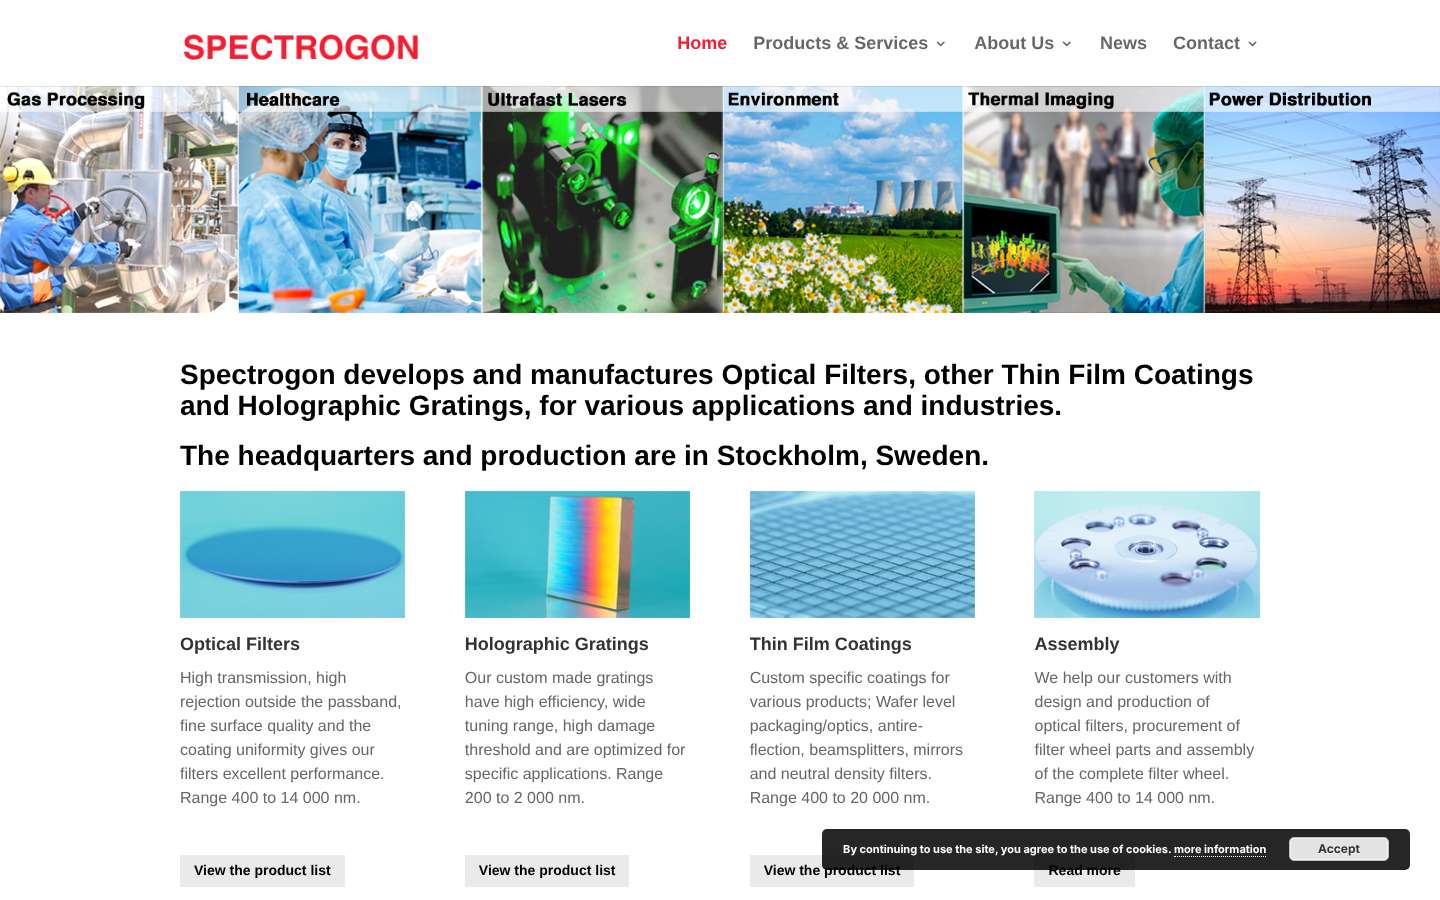 SPECTROGON
Home
Products & Services
About Us
News
Contact
Gas Processing
Healthcare
Ultrafast Lasers
Environment
Thermal Imaging
Power Distribution
Spectrogon develops and manufactures Optical Filters, other Thin Film Coatings
and Holographic Gratings, for various applications and industries.
The headquarters and production are in Stockholm, Sweden.
Optical Filters
High transmission, high
rejection outside the passband,
fine surface quality and the
coating uniformity gives our
filters excellent performance.
Range 400 to 14 000 nm.
View the product list
Holographic Gratings
Our custom made gratings
have high efficiency, wide
tuning range, high damage
threshold and are optimized for
specific applications. Range
200 to 2 000 nm.
View the product list
Thin Film Coatings
Custom specific coatings for
various products; Wafer level
packaging/optics, antire-
flection, beamsplitters, mirrors
and neutral density filters.
Range 400 to 20 000 nm.
View the product list
Assembly
We help our customers with
design and production of
optical filters, procurement of
filter wheel parts and assembly
of the complete filter wheel.
Range 400 to 14 000 nm.
Read more
By continuing to use the site, you agree to the use of cookies. more information
Accept